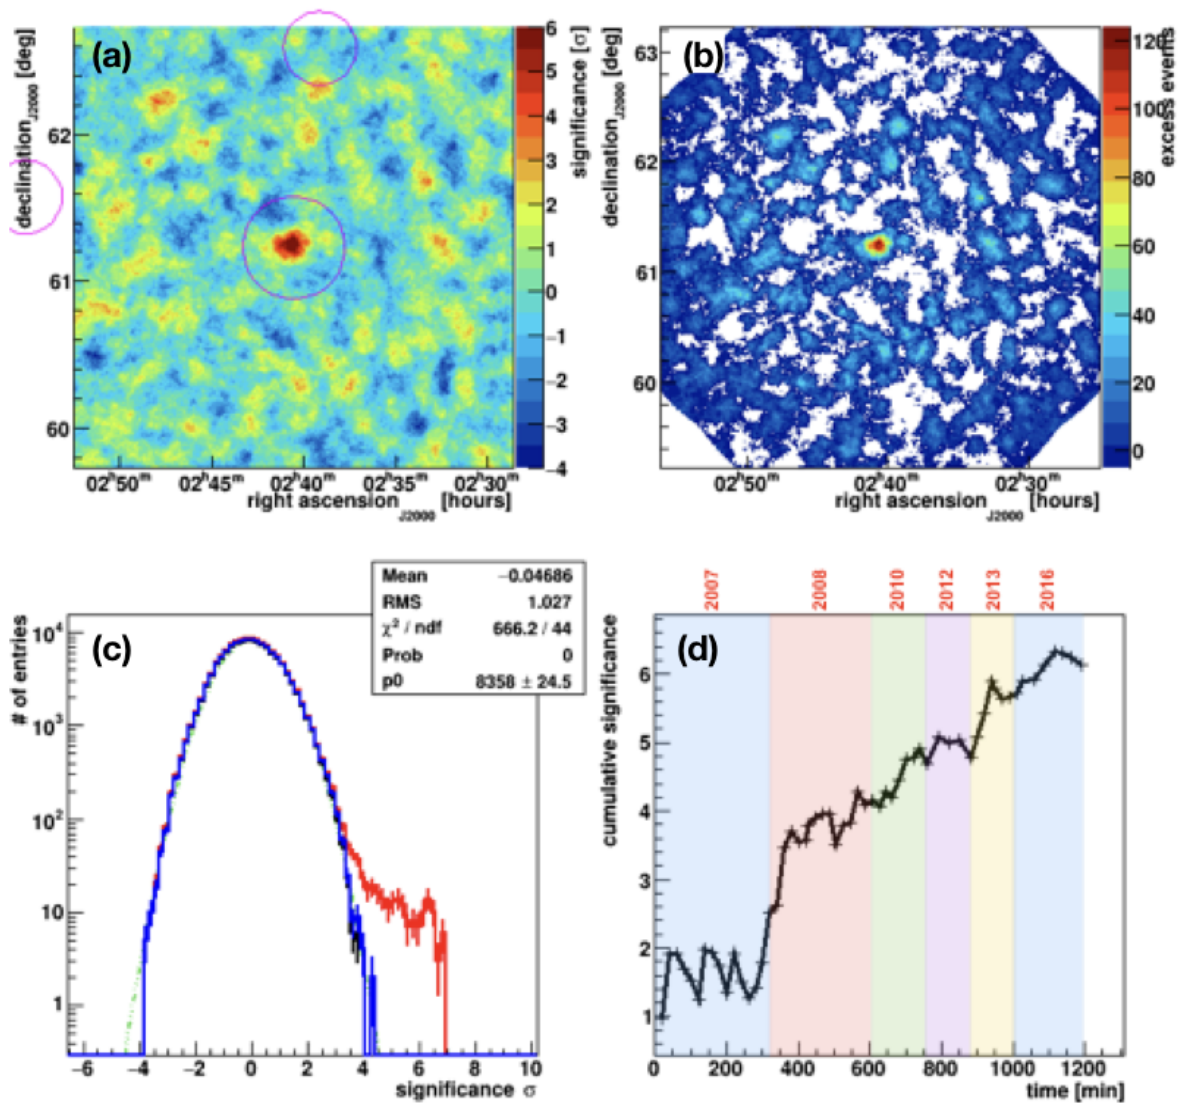 (a)
declination J2000 [deg]
62
61
60
02ʰ50ᵐ 02ʰ45ᵐ 02ʰ40ᵐ 02ʰ35ᵐ 02ʰ30ᵐ
right ascension J2000 [hours]
6
5
4
3
2
1
0
−1
−2
−3
−4
significance [σ]
(b)
declination J2000 [deg]
63
62
61
60
02ʰ50ᵐ 02ʰ40ᵐ 02ʰ30ᵐ
right ascension J2000 [hours]
120
100
80
60
40
20
0
excess events
(c)
# of entries
10⁴
10³
10²
10
1
−6 −4 −2 0 2 4 6 8 10
significance σ
Mean −0.04686
RMS 1.027
χ² / ndf 666.2 / 44
Prob 0
p0 8358 ± 24.5
2007 2008 2010 2012 2013 2016
(d)
cumulative significance
6
5
4
3
2
1
0 200 400 600 800 1000 1200
time [min]